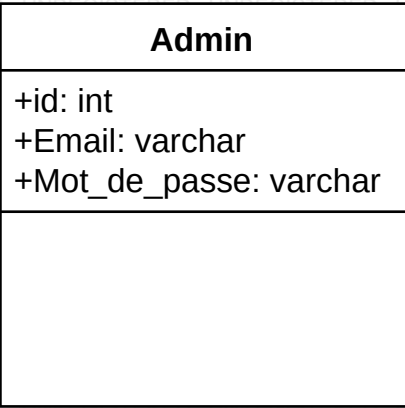 Admin
+id: int
+Email: varchar
+Mot_de_passe: varchar